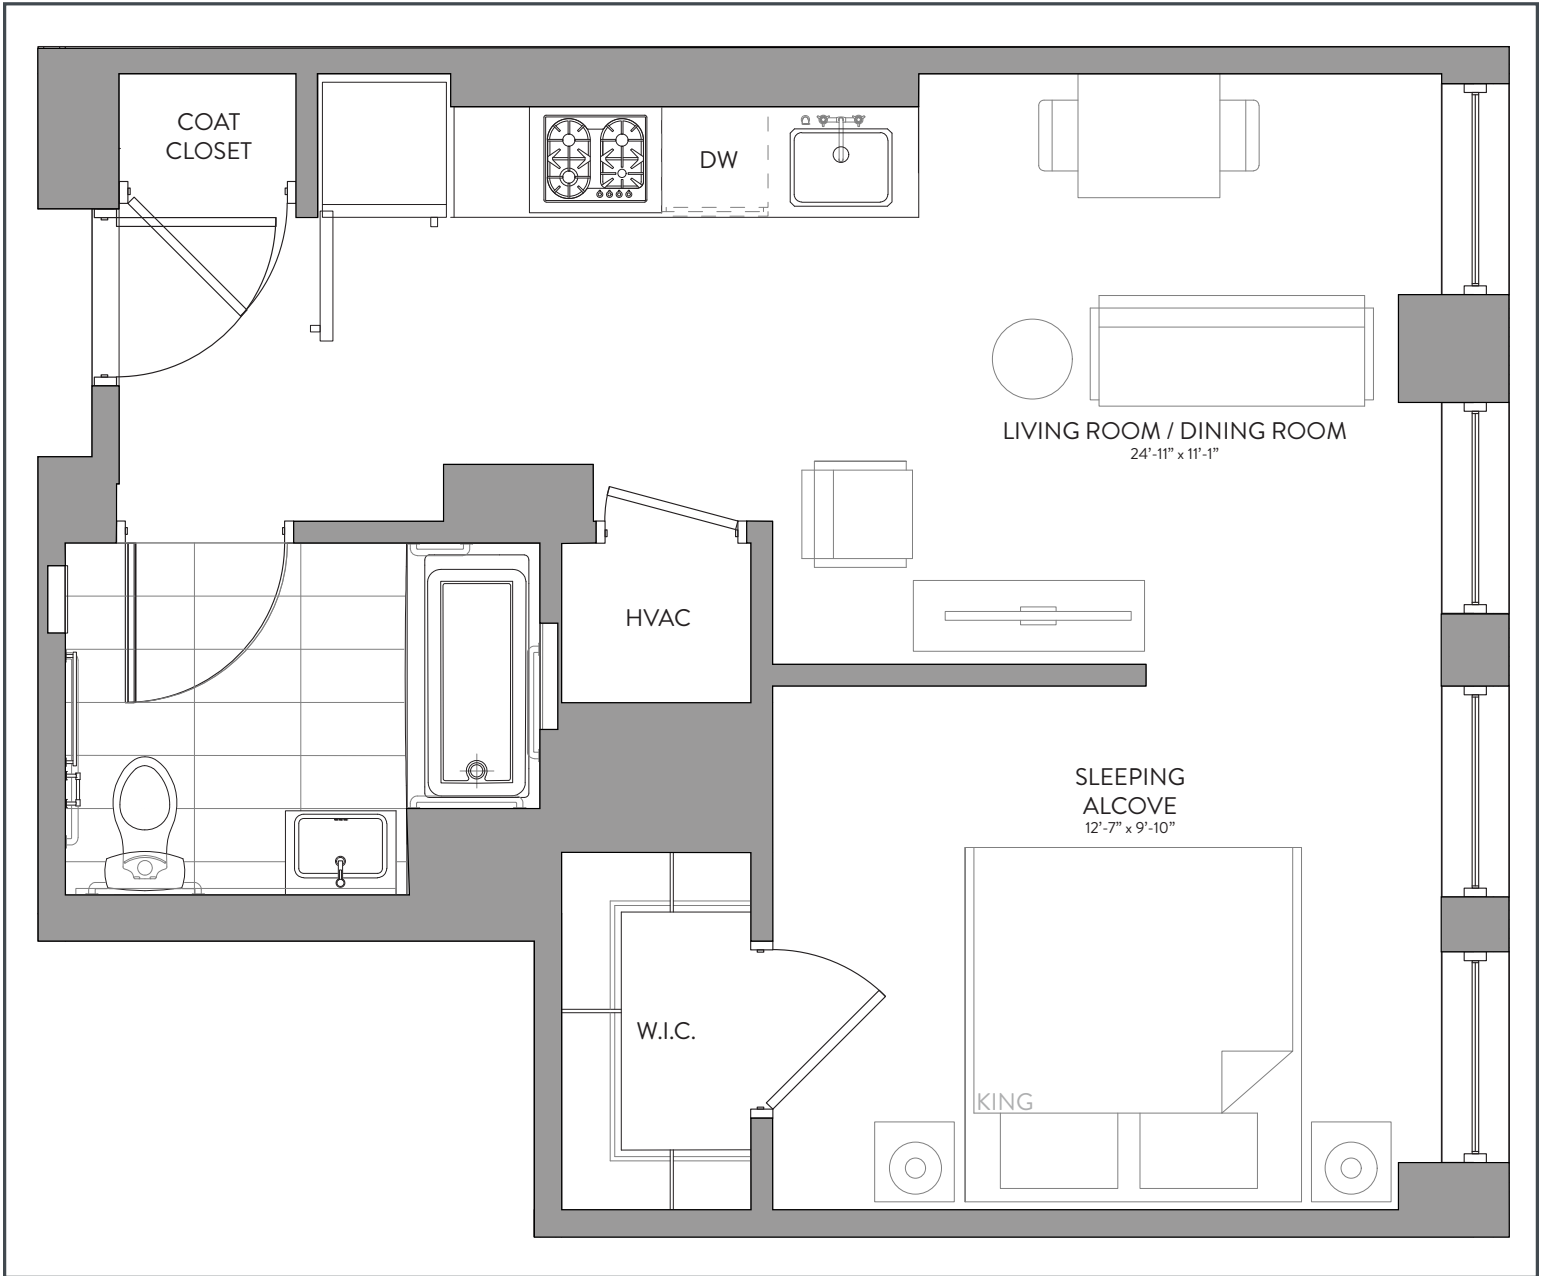 COAT
CLOSET
DW
LIVING ROOM / DINING ROOM
24'-11" x 11'-1"
HVAC
SLEEPING
ALCOVE
12'-7" x 9'-10"
W.I.C.
KING